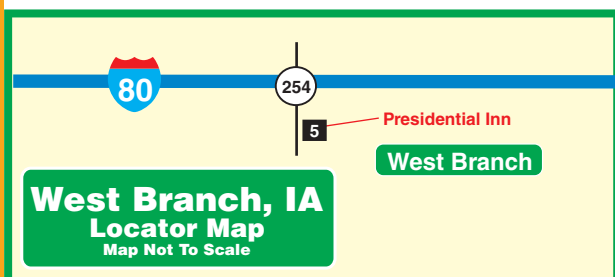 80
254
5
Presidential Inn
West Branch
West Branch, IA
Locator Map
Map Not To Scale